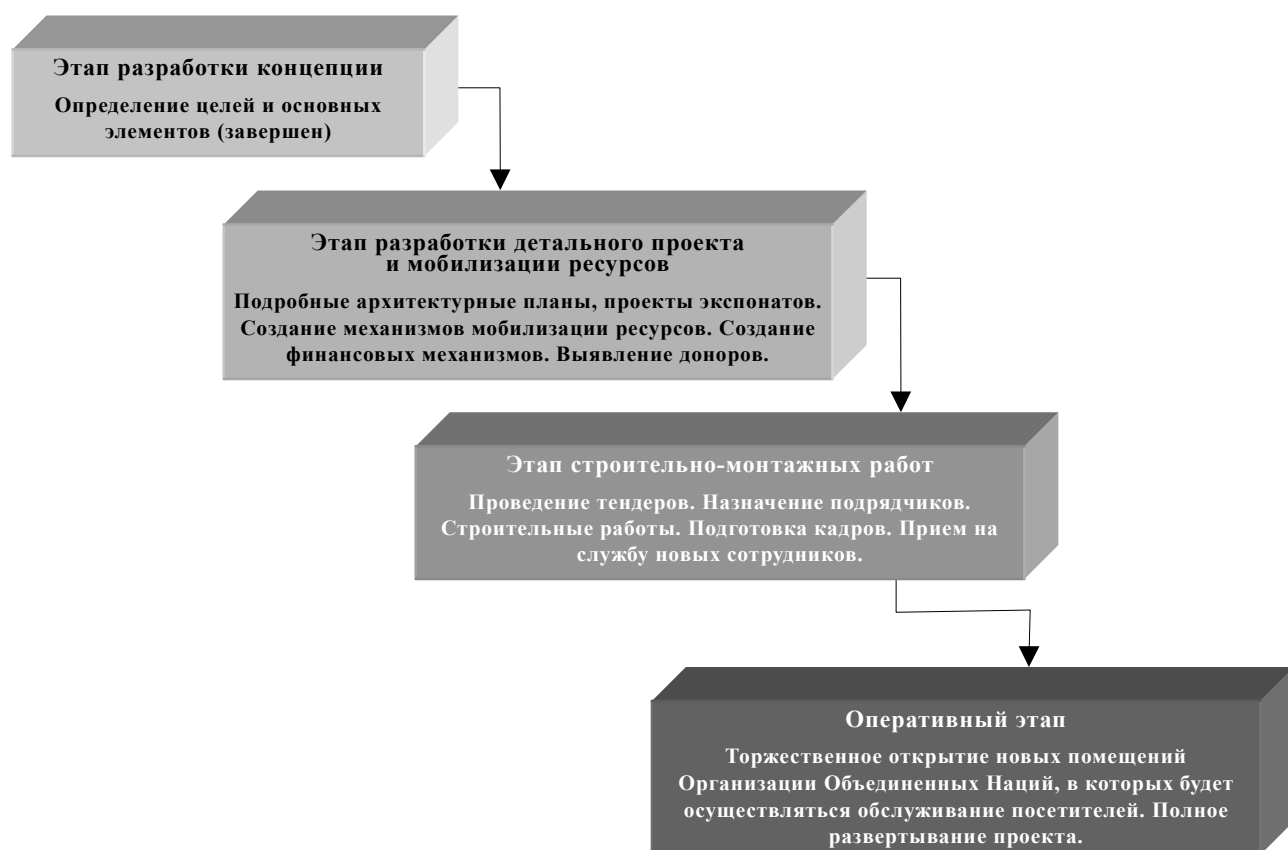 Этап разработки концепции
Определение целей и основных
элементов (завершен)
Этап разработки детального проекта
и мобилизации ресурсов
Подробные архитектурные планы, проекты экспонатов.
Создание механизмов мобилизации ресурсов. Создание
финансовых механизмов. Выявление доноров.
Этап строительно-монтажных работ
Проведение тендеров. Назначение подрядчиков.
Строительные работы. Подготовка кадров. Прием на
службу новых сотрудников.
Оперативный этап
Торжественное открытие новых помещений
Организации Объединенных Наций, в которых будет
осуществляться обслуживание посетителей. Полное
развертывание проекта.